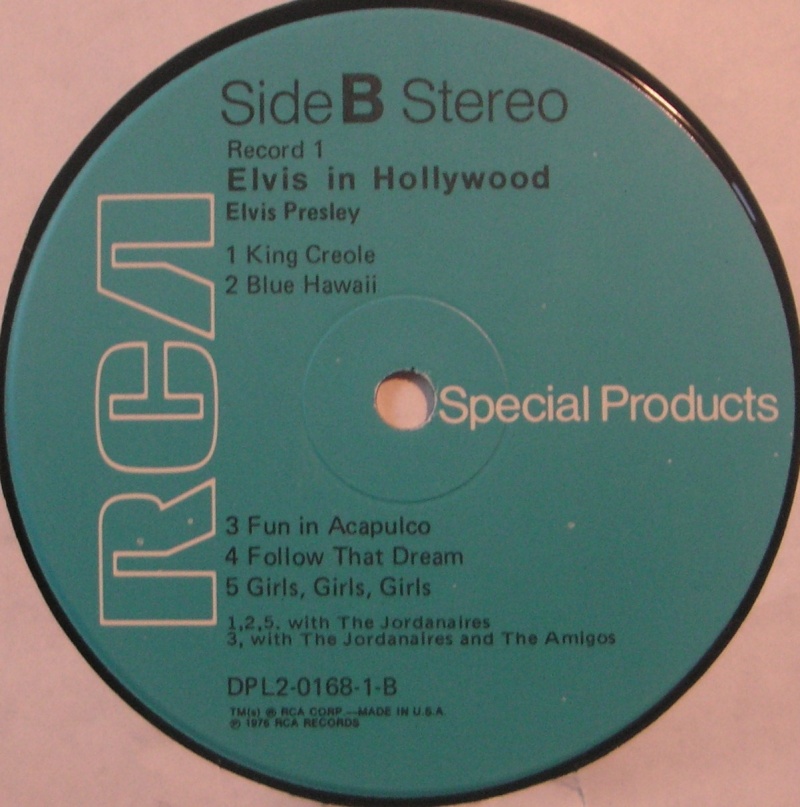 Side B Stereo
Record 1
Elvis in Hollywood
Elvis Presley
1 King Creole
2 Blue Hawaii
RCA
Special Products
3 Fun in Acapulco
4 Follow That Dream
5 Girls, Girls, Girls
1,2,5, with The Jordanaires
3, with The Jordanaires and The Amigos
DPL2-0168-1-B
TM(s) ® RCA CORP.—MADE IN U.S.A.
℗ 1976 RCA RECORDS